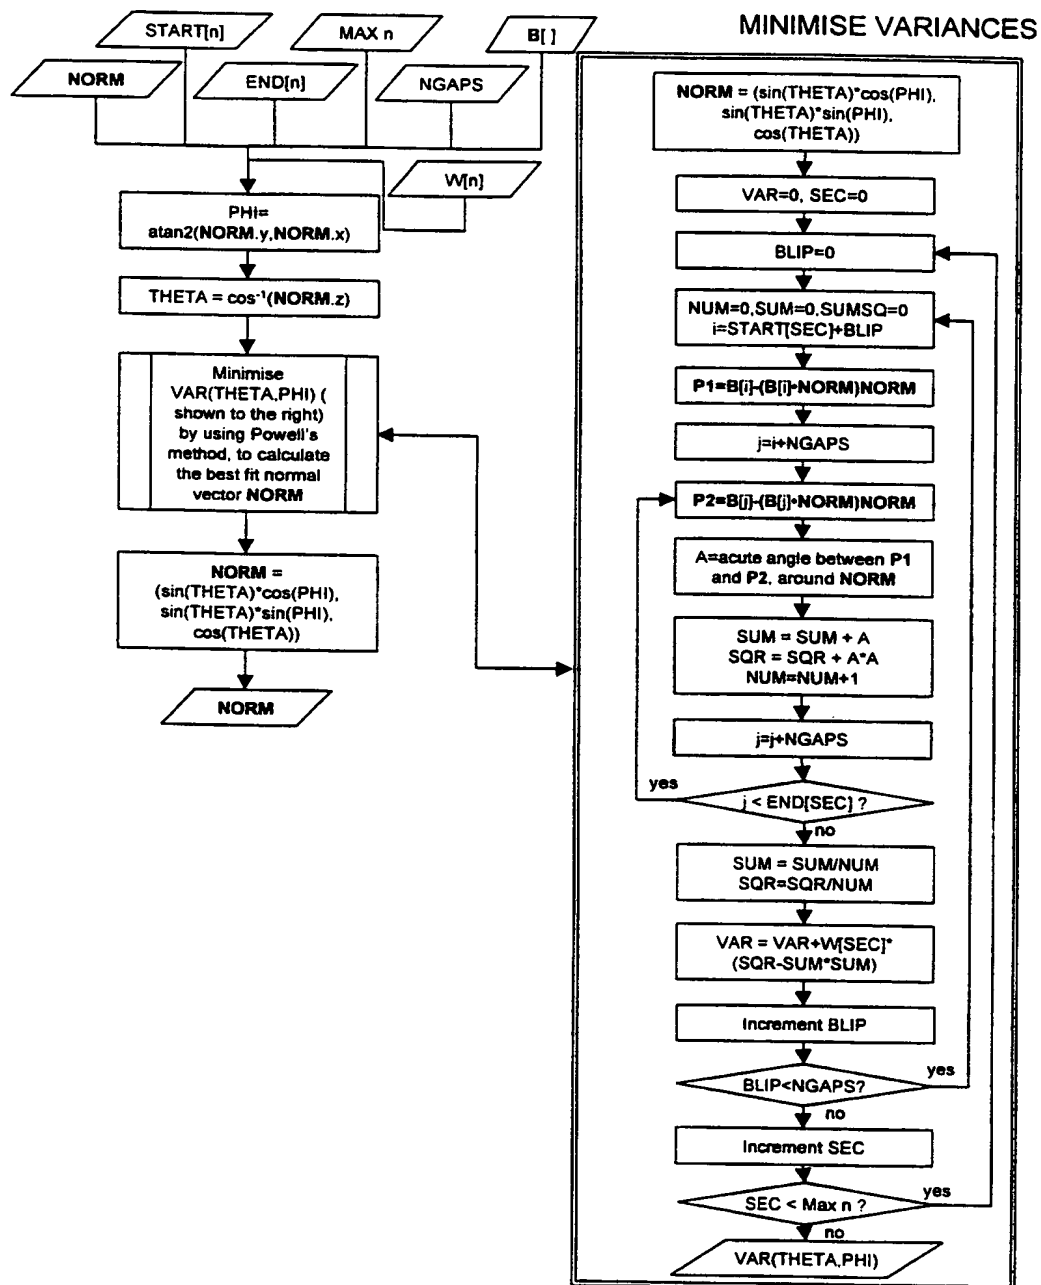 MINIMISE VARIANCES
START[n]
MAX n
B[ ]
NORM
END[n]
NGAPS
W[n]
PHI=
atan2(NORM.y,NORM.x)
THETA = cos⁻¹(NORM.z)
Minimise
VAR(THETA,PHI) (
shown to the right)
by using Powell's
method, to calculate
the best fit normal
vector NORM
NORM =
(sin(THETA)*cos(PHI),
sin(THETA)*sin(PHI),
cos(THETA))
NORM
NORM = (sin(THETA)*cos(PHI),
sin(THETA)*sin(PHI),
cos(THETA))
VAR=0, SEC=0
BLIP=0
NUM=0,SUM=0,SUMSQ=0
i=START[SEC]+BLIP
P1=B[i]-(B[i]•NORM)NORM
j=i+NGAPS
P2=B[j]-(B[j]•NORM)NORM
A=acute angle between P1
and P2, around NORM
SUM = SUM + A
SQR = SQR + A*A
NUM=NUM+1
j=j+NGAPS
yes
j < END[SEC] ?
no
SUM = SUM/NUM
SQR=SQR/NUM
VAR = VAR+W[SEC]*
(SQR-SUM*SUM)
Increment BLIP
BLIP<NGAPS?
yes
no
Increment SEC
SEC < Max n ?
yes
no
VAR(THETA,PHI)